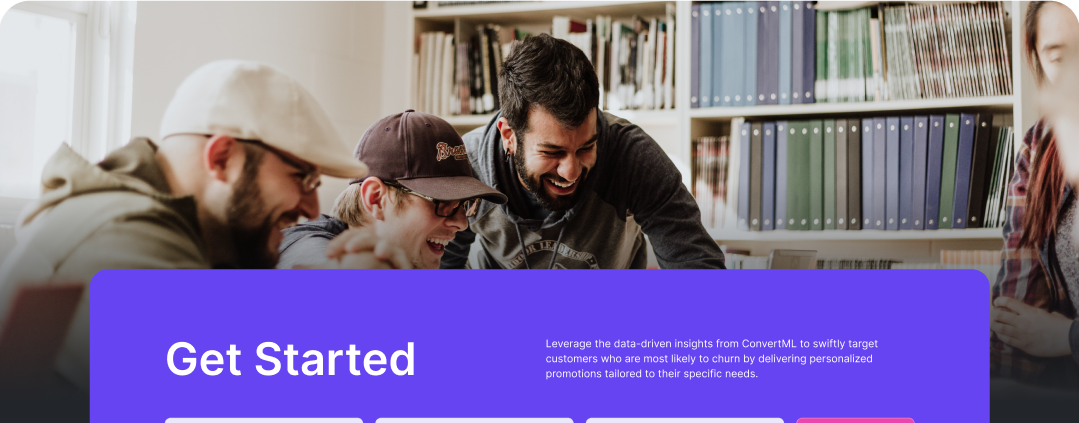 Get Started
Leverage the data-driven insights from ConvertML to swiftly target
customers who are most likely to churn by delivering personalized
promotions tailored to their specific needs.